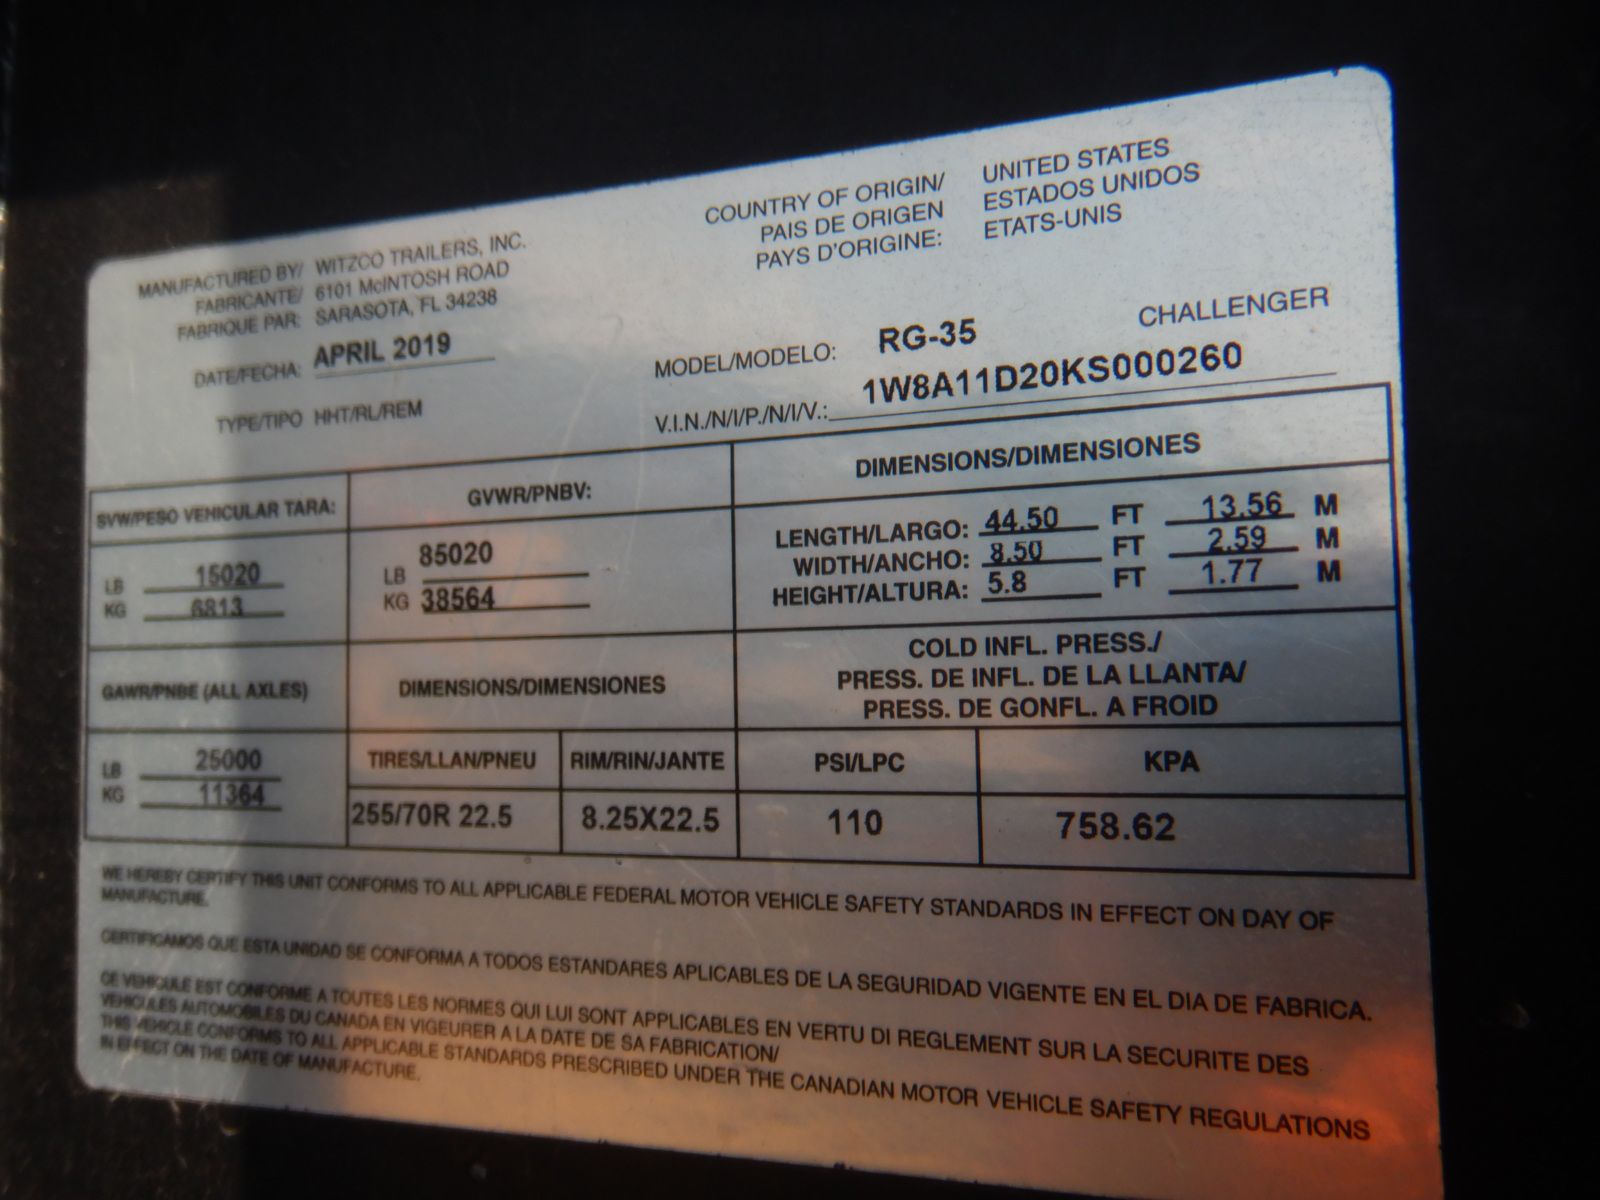 MANUFACTURED BY/ WITZCO TRAILERS, INC.
FABRICANTE/ 6101 McINTOSH ROAD
FABRIQUE PAR: SARASOTA, FL 34238
DATE/FECHA: APRIL 2019
TYPE/TIPO HHT/RL/REM
COUNTRY OF ORIGIN/ UNITED STATES
PAIS DE ORIGEN ESTADOS UNIDOS
PAYS D'ORIGINE: ETATS-UNIS
MODEL/MODELO: RG-35 CHALLENGER
V.I.N./N/I/P./N/I/V.: 1W8A11D20KS000260
SVW/PESO VEHICULAR TARA:
LB 15020
KG 6813
GVWR/PNBV:
LB 85020
KG 38564
DIMENSIONS/DIMENSIONES
LENGTH/LARGO: 44.50 FT 13.56 M
WIDTH/ANCHO: 8.50 FT 2.59 M
HEIGHT/ALTURA: 5.8 FT 1.77 M
GAWR/PNBE (ALL AXLES)
LB 25000
KG 11364
DIMENSIONS/DIMENSIONES
TIRES/LLAN/PNEU RIM/RIN/JANTE
255/70R 22.5 8.25X22.5
COLD INFL. PRESS./
PRESS. DE INFL. DE LA LLANTA/
PRESS. DE GONFL. A FROID
PSI/LPC KPA
110 758.62
WE HEREBY CERTIFY THIS UNIT CONFORMS TO ALL APPLICABLE FEDERAL MOTOR VEHICLE SAFETY STANDARDS IN EFFECT ON DAY OF
MANUFACTURE.
CERTIFICAMOS QUE ESTA UNIDAD SE CONFORMA A TODOS ESTANDARES APLICABLES DE LA SEGURIDAD VIGENTE EN EL DIA DE FABRICA.
CE VEHICULE EST CONFORME A TOUTES LES NORMES QUI LUI SONT APPLICABLES EN VERTU DI REGLEMENT SUR LA SECURITE DES
VEHICULES AUTOMOBILES DU CANADA EN VIGEURER A LA DATE DE SA FABRICATION/
THIS VEHICLE CONFORMS TO ALL APPLICABLE STANDARDS PRESCRIBED UNDER THE CANADIAN MOTOR VEHICLE SAFETY REGULATIONS
IN EFFECT ON THE DATE OF MANUFACTURE.